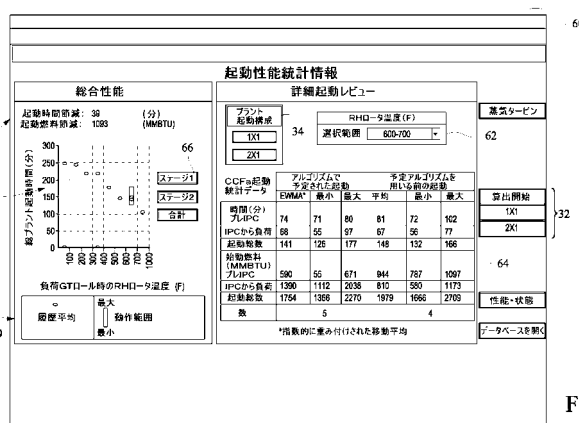 60
起動性能統計情報
総合性能
起動時間節減: 39 (分)
起動燃料節減: 1093 (MMBTU)
66
総プラント起動時間(分)
300
250
200
150
100
50
0
100 200 300 400 500 600 700 1000
ステージ1
ステージ2
合計
負荷GTロール時のRHロータ温度 (F)
履歴平均
最大
動作範囲
最小
詳細起動レビュー
プラント
起動構成
1X1
2X1
34
RHロータ温度(F)
選択範囲 600-700
62
CCFa起動
統計データ
アルゴリズムで
予定された起動
予定アルゴリズムを
用いる前の起動
EWMA* 最小 最大 平均 最小 最大
時間(分)
プレIPC 74 71 80 81 72 102
IPCから負荷 68 55 97 67 56 77
起動総数 141 126 177 148 132 166
始動燃料
(MMBTU)
プレIPC 590 55 671 944 787 1097
IPCから負荷 1390 1112 2038 810 580 1173
起動総数 1754 1366 2270 1979 1666 2709
数 5 4
*指数的に重み付けされた移動平均
蒸気タービン
算出開始
1X1
2X1
32
64
性能・状態
データベースを開く
F